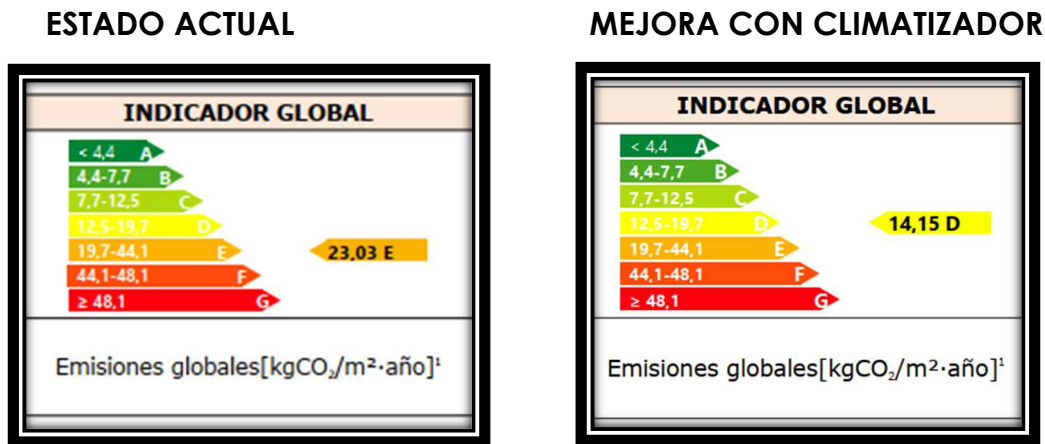 ESTADO ACTUAL
INDICADOR GLOBAL
< 4,4 A
4,4-7,7 B
7,7-12,5 C
12,5-19,7 D
19,7-44,1 E
23,03 E
44,1-48,1 F
≥ 48,1 G
Emisiones globales[kgCO₂/m²·año]¹
MEJORA CON CLIMATIZADOR
INDICADOR GLOBAL
< 4,4 A
4,4-7,7 B
7,7-12,5 C
12,5-19,7 D
14,15 D
19,7-44,1 E
44,1-48,1 F
≥ 48,1 G
Emisiones globales[kgCO₂/m²·año]¹